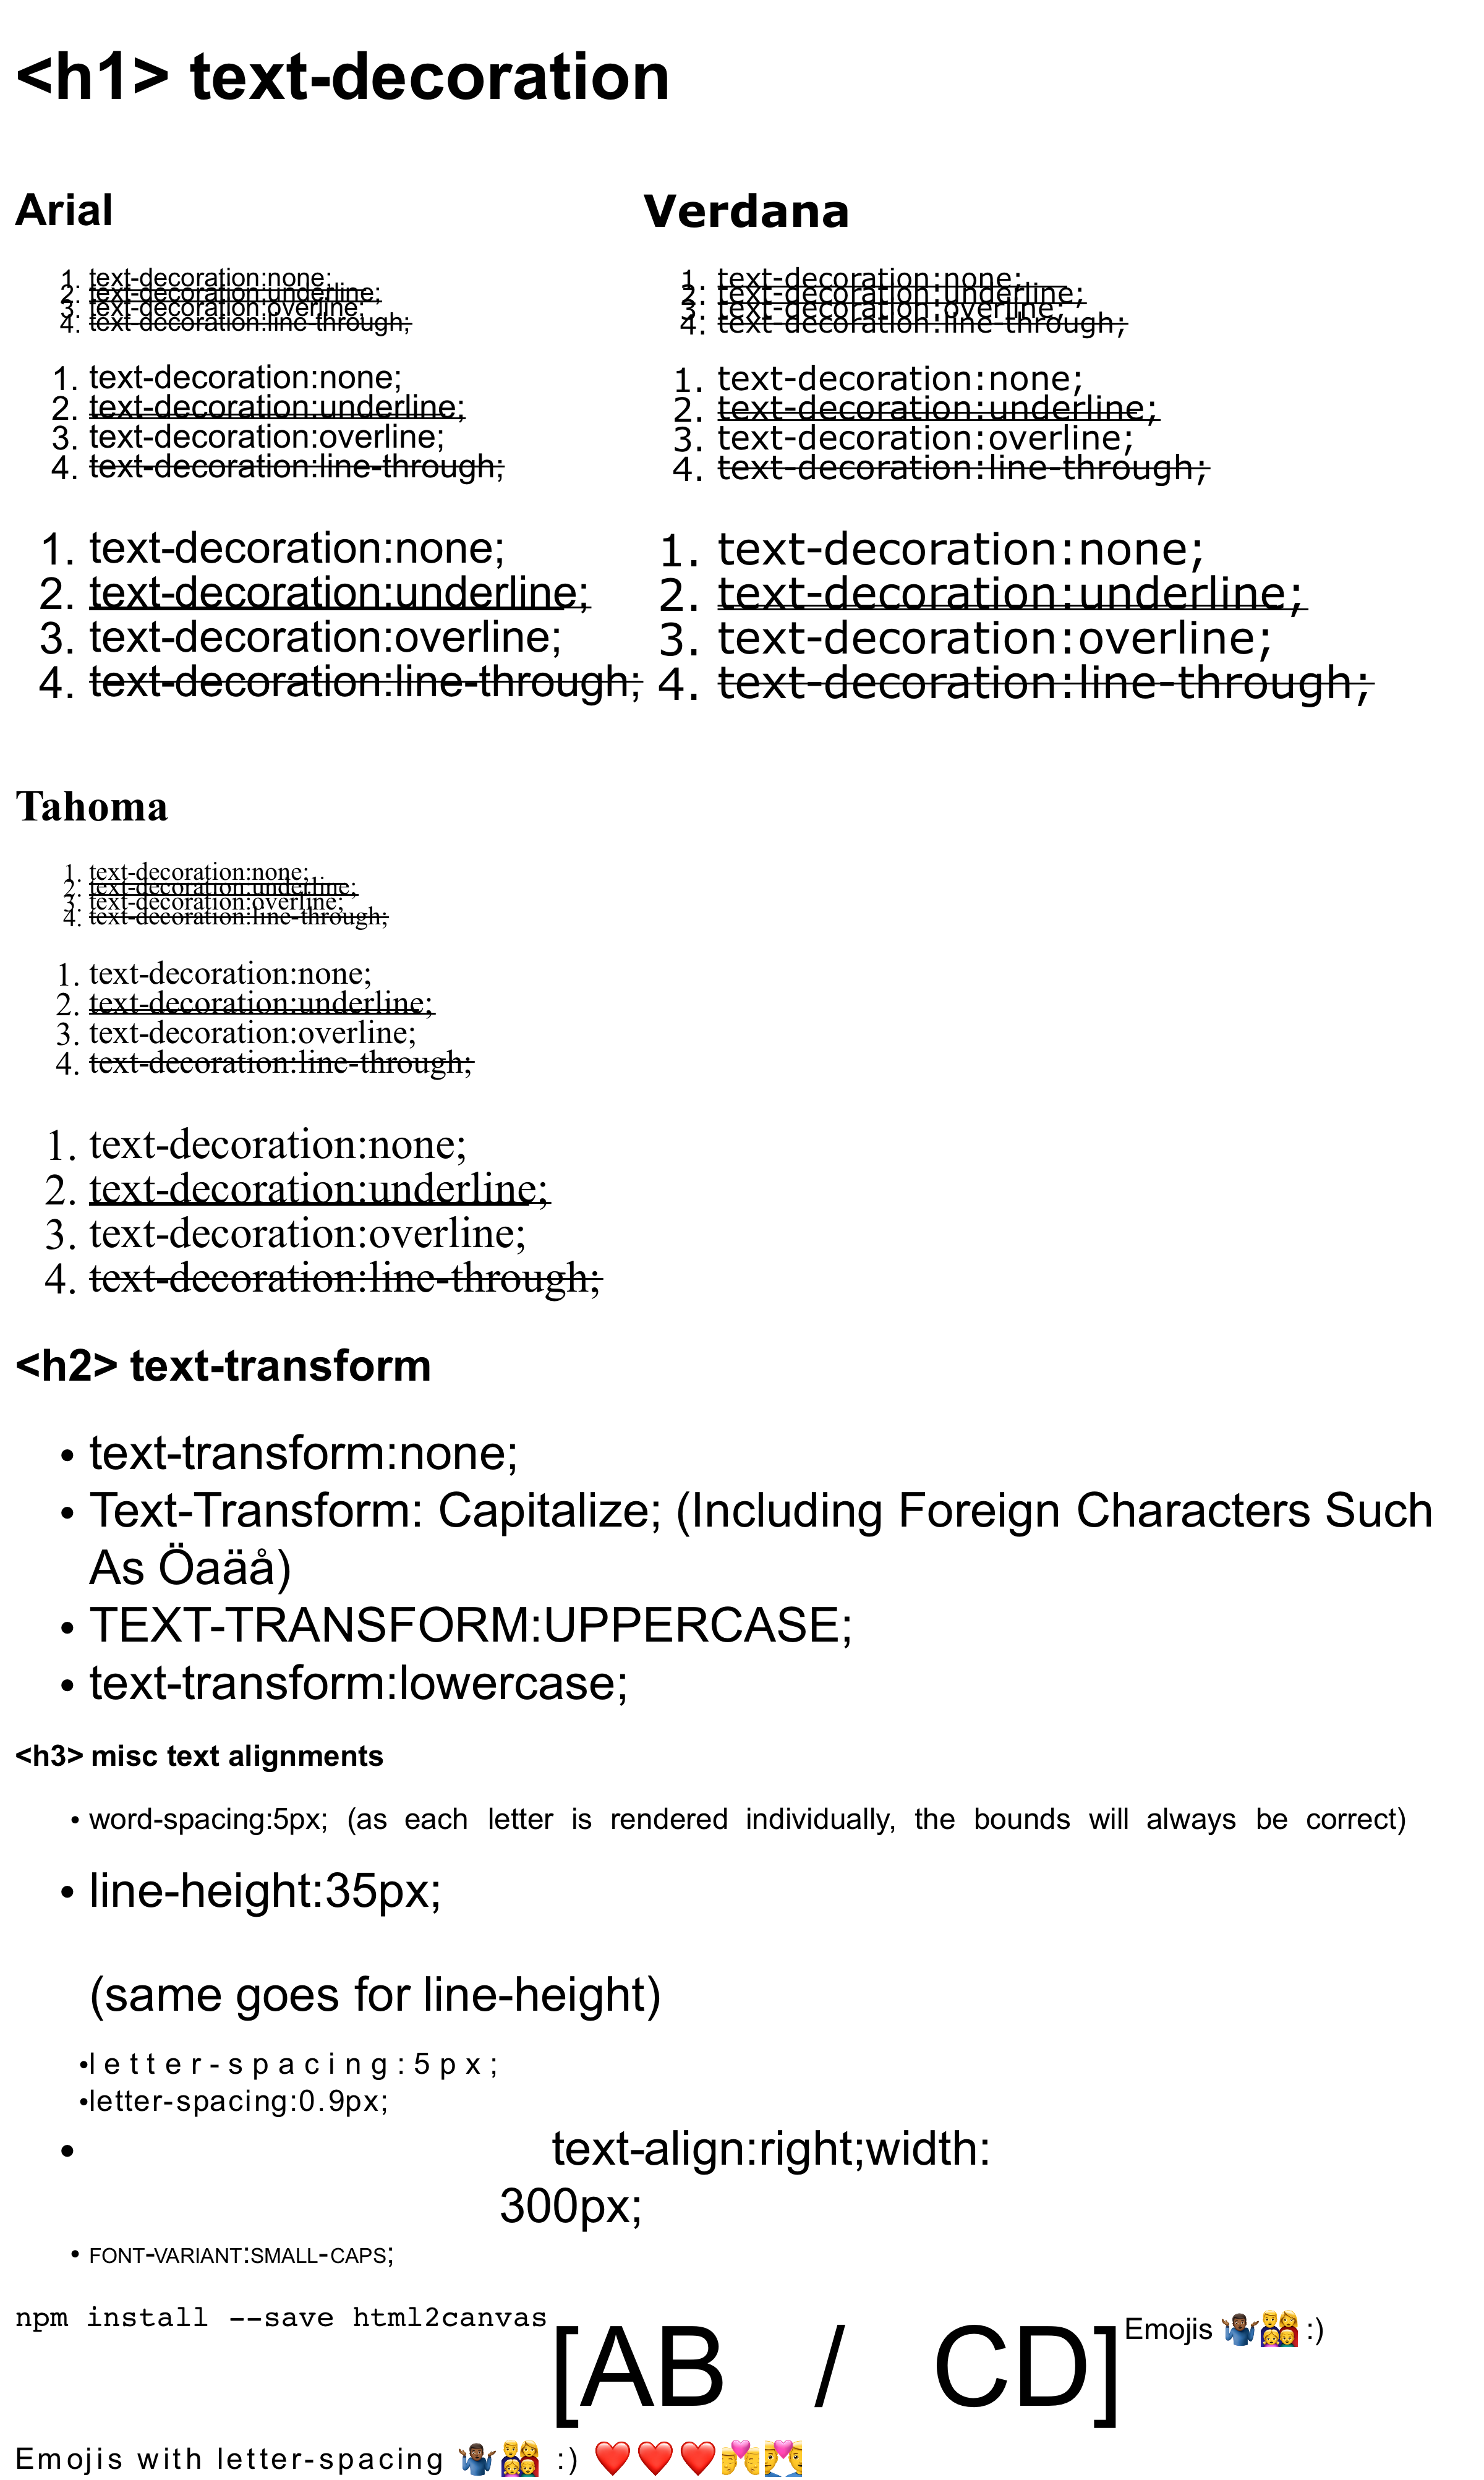 <h1> text-decoration
Arial
1. text-decoration:none;
2. text-decoration:underline;
3. text-decoration:overline;
4. text-decoration:line-through;
1. text-decoration:none;
2. text-decoration:underline;
3. text-decoration:overline;
4. text-decoration:line-through;
1. text-decoration:none;
2. text-decoration:underline;
3. text-decoration:overline;
4. text-decoration:line-through;
Verdana
1. text-decoration:none;
2. text-decoration:underline;
3. text-decoration:overline;
4. text-decoration:line-through;
1. text-decoration:none;
2. text-decoration:underline;
3. text-decoration:overline;
4. text-decoration:line-through;
1. text-decoration:none;
2. text-decoration:underline;
3. text-decoration:overline;
4. text-decoration:line-through;
Tahoma
1. text-decoration:none;
2. text-decoration:underline;
3. text-decoration:overline;
4. text-decoration:line-through;
1. text-decoration:none;
2. text-decoration:underline;
3. text-decoration:overline;
4. text-decoration:line-through;
1. text-decoration:none;
2. text-decoration:underline;
3. text-decoration:overline;
4. text-decoration:line-through;
<h2> text-transform
• text-transform:none;
• Text-Transform: Capitalize; (Including Foreign Characters Such
As Öaäå)
• TEXT-TRANSFORM:UPPERCASE;
• text-transform:lowercase;
<h3> misc text alignments
• word-spacing:5px; (as each letter is rendered individually, the bounds will always be correct)
• line-height:35px;
(same goes for line-height)
•letter-spacing:5px;
•letter-spacing:0.9px;
• text-align:right;width:
300px;
• FONT-VARIANT:SMALL-CAPS;
npm install --save html2canvas [AB / CD] Emojis 🤷🏾‍♂️👨‍👩‍👧‍👦 :)
Emojis with letter-spacing 🤷🏾‍♂️👨‍👩‍👧‍👦 :) ❤️❤️❤️👨‍❤️‍💋‍👨👨‍❤️‍👨